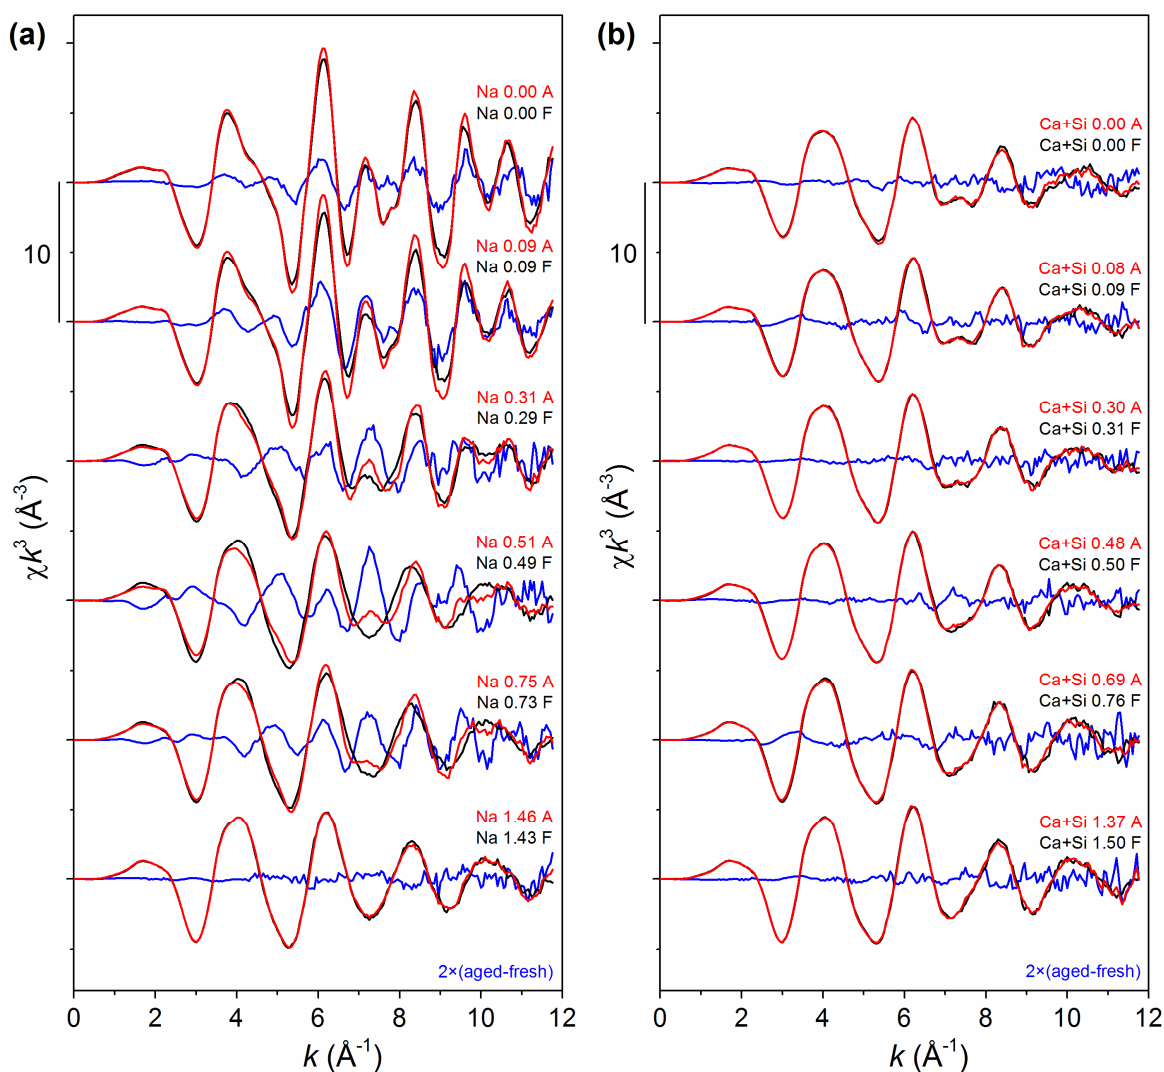 (a)
Na 0.00 A
Na 0.00 F
10
Na 0.09 A
Na 0.09 F
Na 0.31 A
Na 0.29 F
χk³ (Å⁻³)
Na 0.51 A
Na 0.49 F
Na 0.75 A
Na 0.73 F
Na 1.46 A
Na 1.43 F
2×(aged-fresh)
0 2 4 6 8 10 12
k (Å⁻¹)
(b)
Ca+Si 0.00 A
Ca+Si 0.00 F
10
Ca+Si 0.08 A
Ca+Si 0.09 F
Ca+Si 0.30 A
Ca+Si 0.31 F
χk³ (Å⁻³)
Ca+Si 0.48 A
Ca+Si 0.50 F
Ca+Si 0.69 A
Ca+Si 0.76 F
Ca+Si 1.37 A
Ca+Si 1.50 F
2×(aged-fresh)
0 2 4 6 8 10 12
k (Å⁻¹)